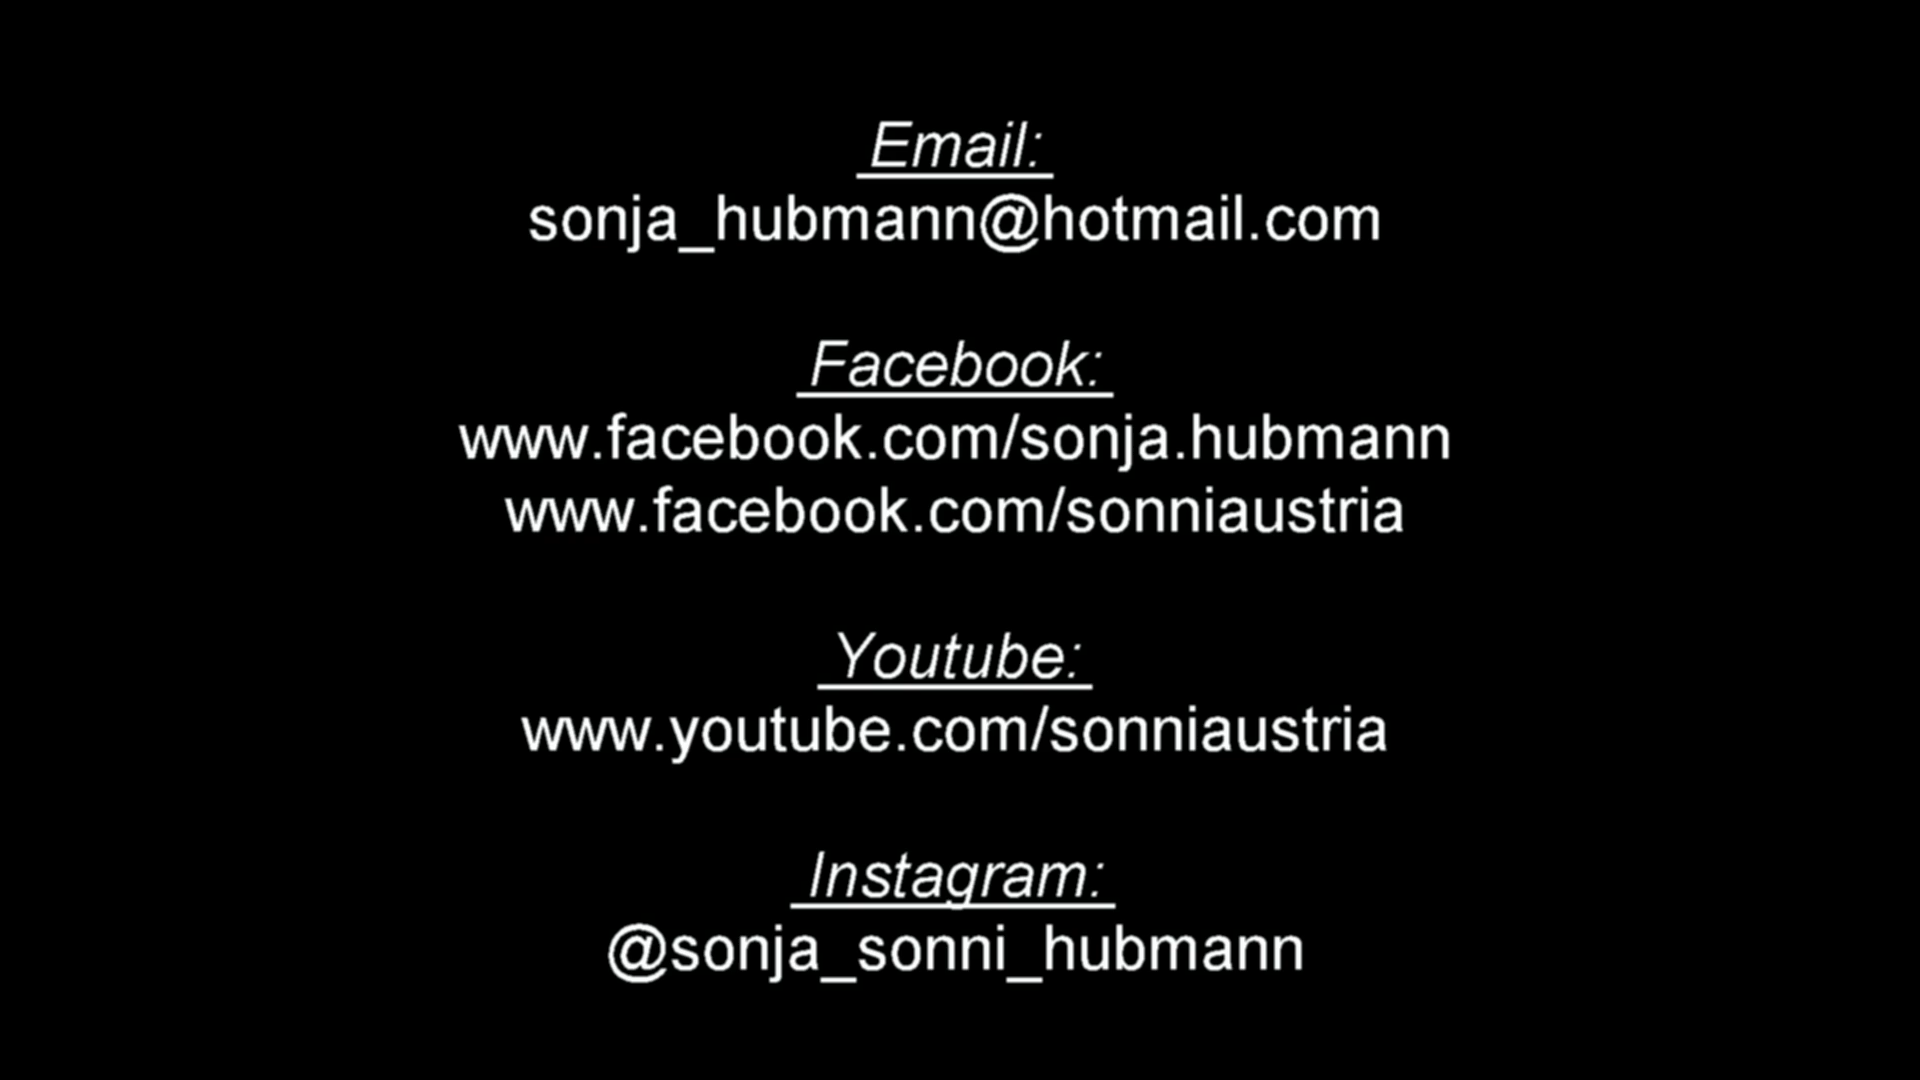 Email:
sonja_hubmann@hotmail.com
Facebook:
www.facebook.com/sonja.hubmann
www.facebook.com/sonniaustria
Youtube:
www.youtube.com/sonniaustria
Instagram:
@sonja_sonni_hubmann